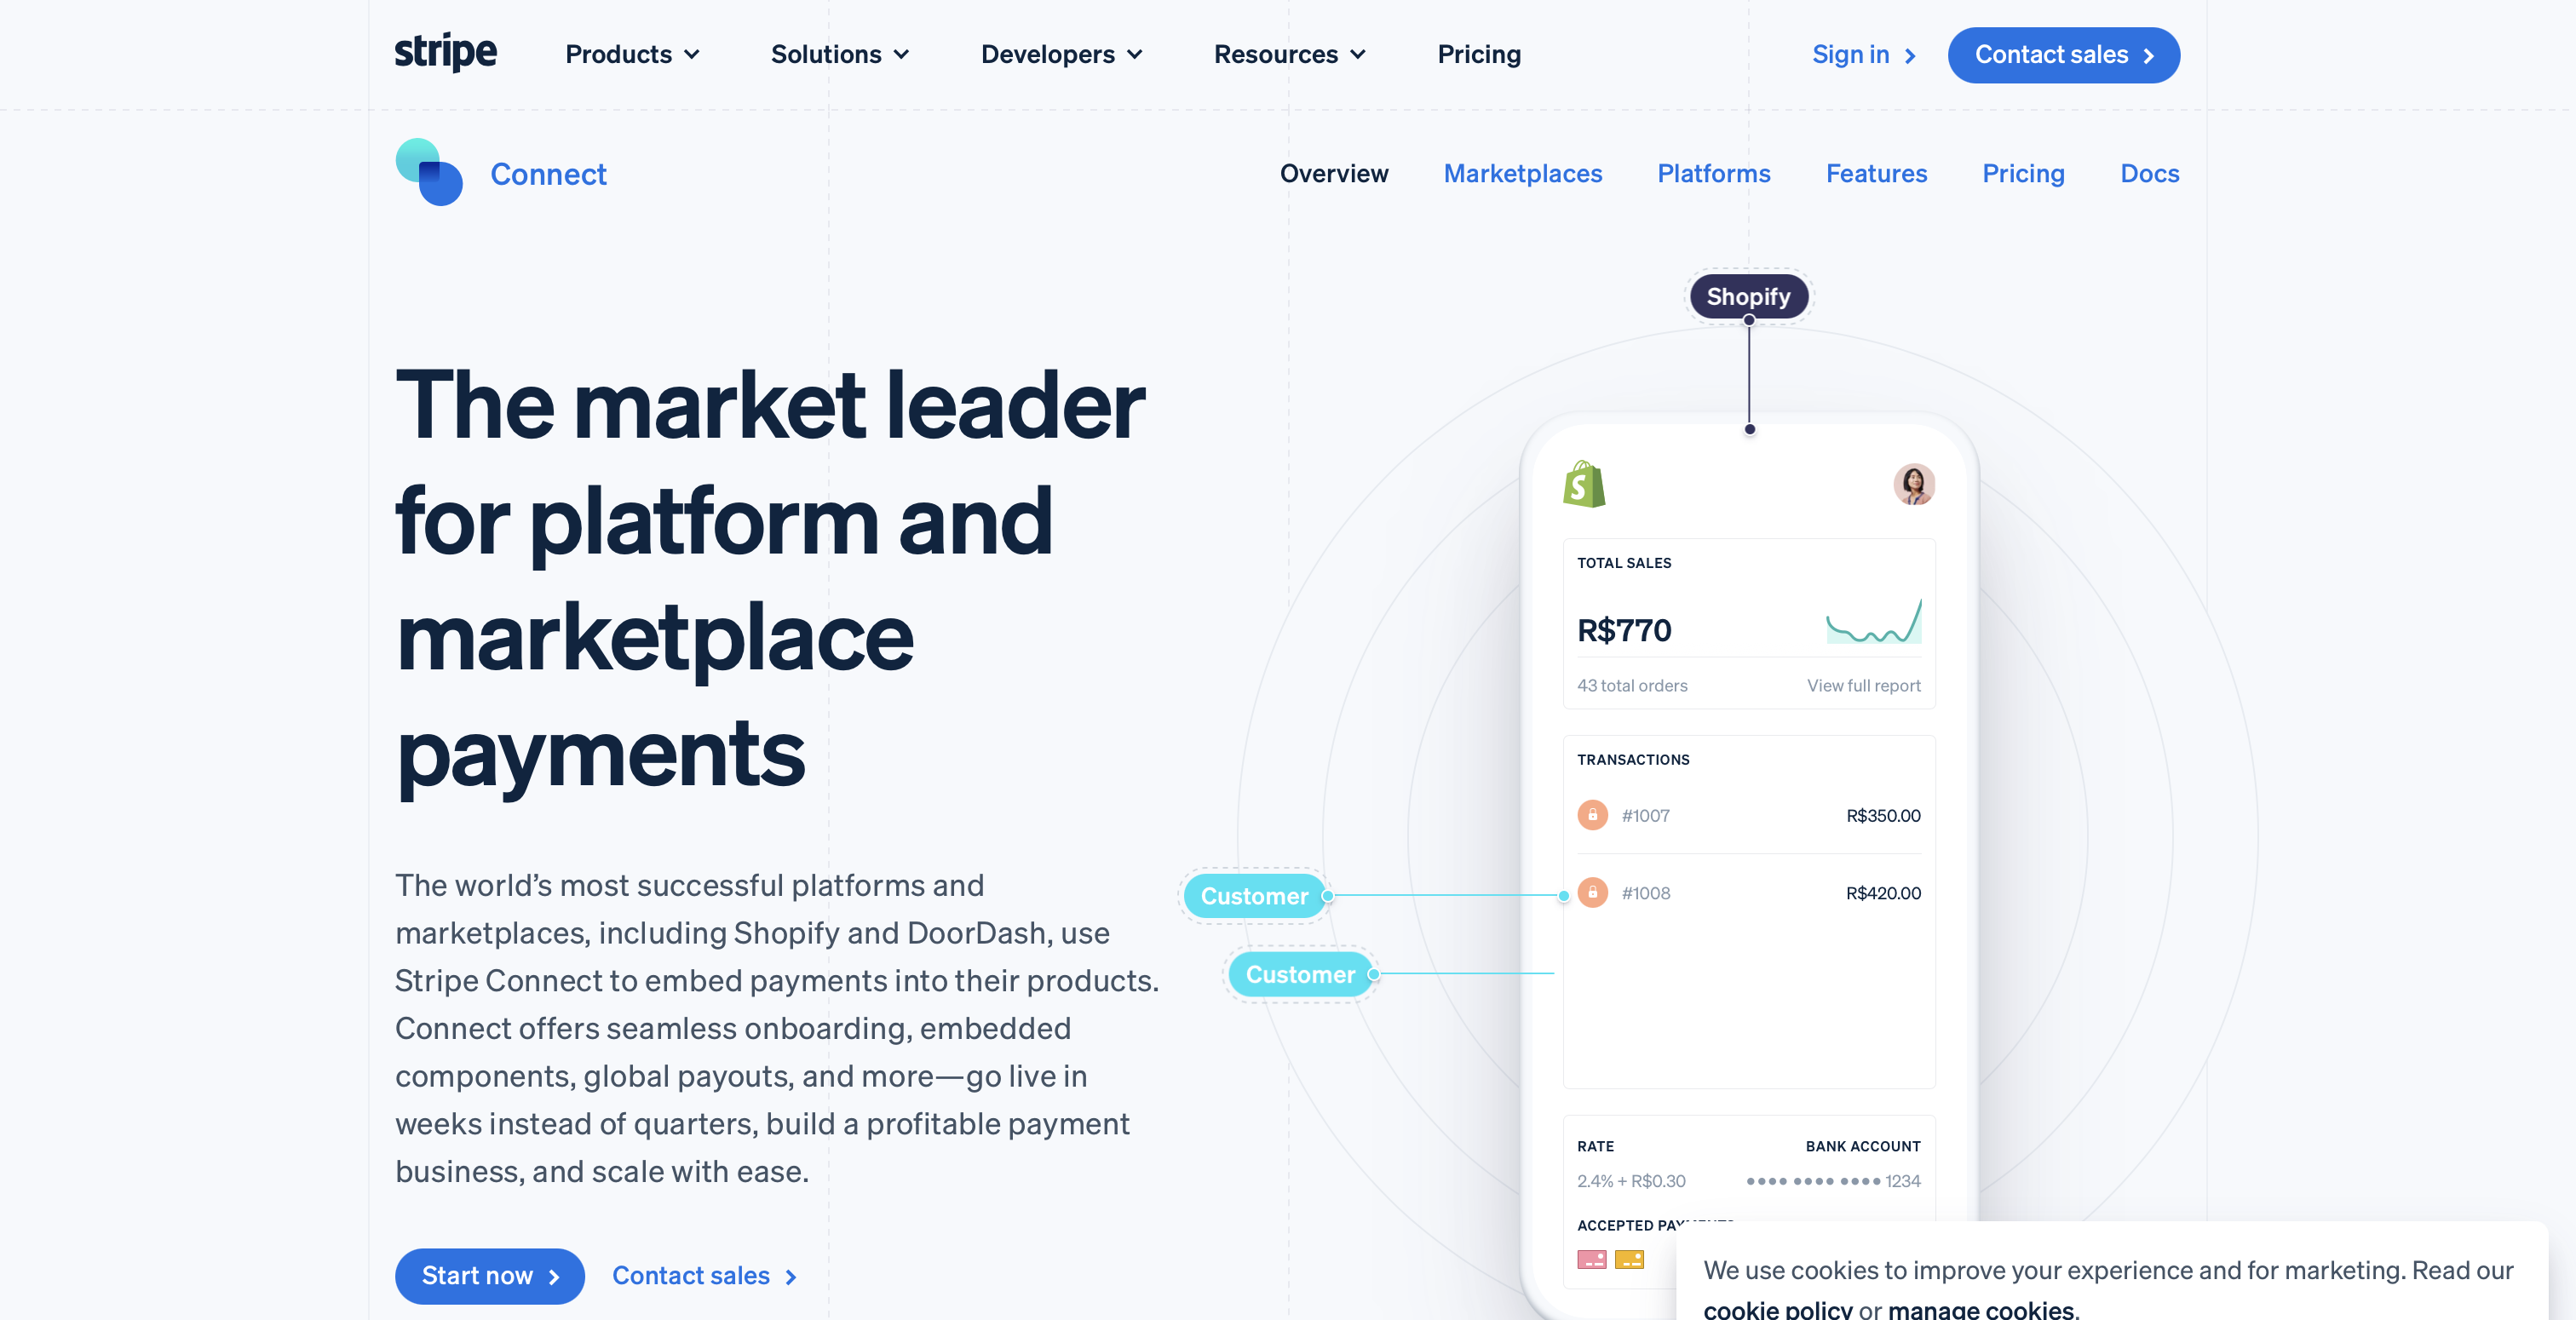 stripe
Products
Solutions
Developers
Resources
Pricing
Sign in
Contact sales
Connect
Overview
Marketplaces
Platforms
Features
Pricing
Docs
The market leader
for platform and
marketplace
payments
The world’s most successful platforms and
marketplaces, including Shopify and DoorDash, use
Stripe Connect to embed payments into their products.
Connect offers seamless onboarding, embedded
components, global payouts, and more—go live in
weeks instead of quarters, build a profitable payment
business, and scale with ease.
Start now
Contact sales
Shopify
S
TOTAL SALES
R$770
43 total orders
View full report
TRANSACTIONS
#1007
R$350.00
#1008
R$420.00
Customer
Customer
RATE
BANK ACCOUNT
2.4% + R$0.30
•••• •••• •••• 1234
ACCEPTED PAYMENTS
We use cookies to improve your experience and for marketing. Read our
cookie policy or manage cookies.